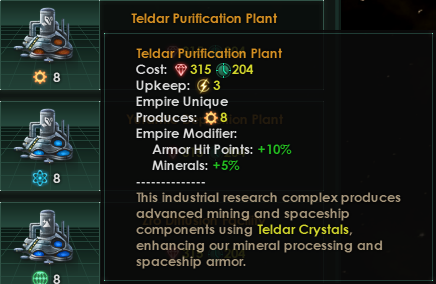 Teldar Purification Plant
Teldar Purification Plant
Cost: 315 204
Upkeep: 3
Empire Unique
Produces: 8
Empire Modifier:
Armor Hit Points: +10%
Minerals: +5%
--------------
This industrial research complex produces
advanced mining and spaceship
components using Teldar Crystals,
enhancing our mineral processing and
spaceship armor.
8
8
8